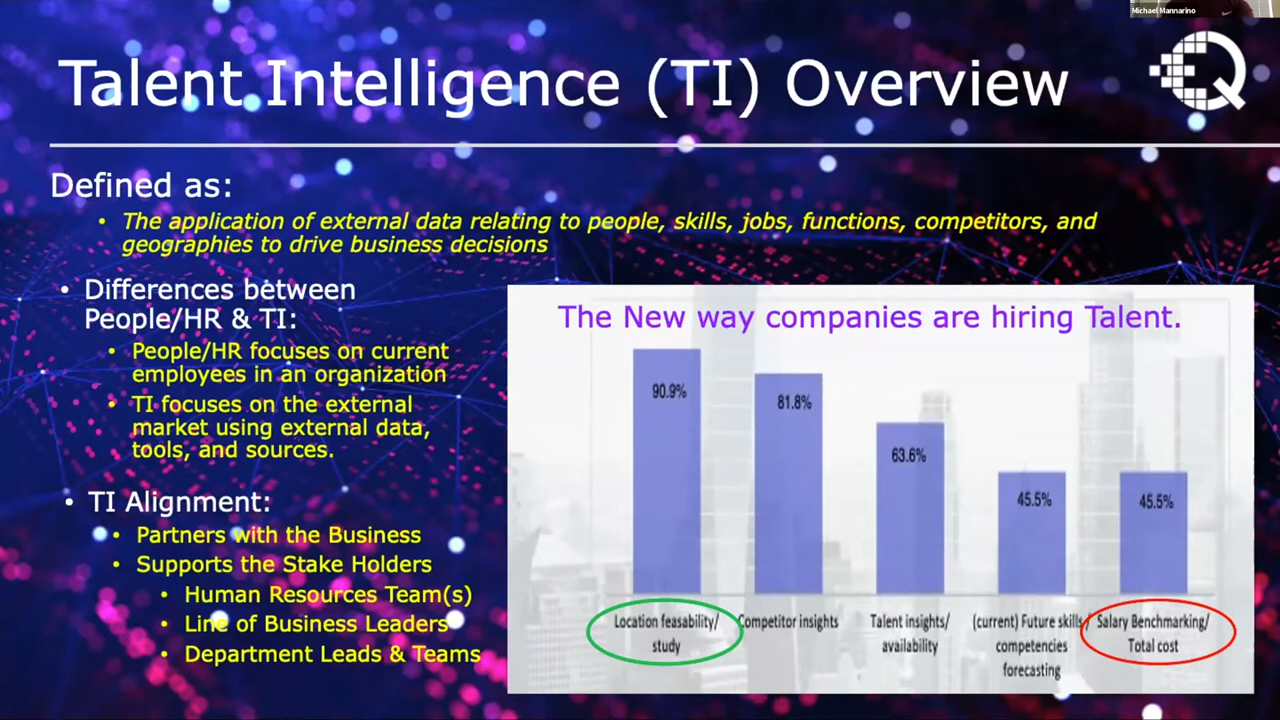 Michael Mannarino
Talent Intelligence (TI) Overview
Defined as:
• The application of external data relating to people, skills, jobs, functions, competitors, and
geographies to drive business decisions
• Differences between
People/HR & TI:
• People/HR focuses on current
employees in an organization
• TI focuses on the external
market using external data,
tools, and sources.
• TI Alignment:
• Partners with the Business
• Supports the Stake Holders
• Human Resources Team(s)
• Line of Business Leaders
• Department Leads & Teams
The New way companies are hiring Talent.
90.9%
81.8%
63.6%
45.5%
45.5%
Location feasability/
study
Competitor insights
Talent insights/
availability
(current) Future skills/
competencies
forecasting
Salary Benchmarking/
Total cost